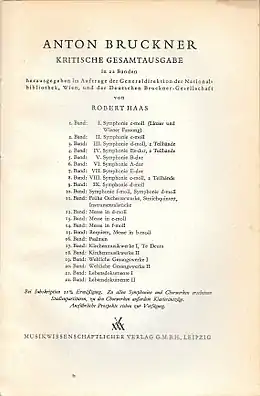 ANTON BRUCKNER
KRITISCHE GESAMTAUSGABE
in 22 Banden
herausgegeben im Auftrage der Generaldirektion der National-
bibliothek, Wien, und der Deutschen Bruckner-Gesellschaft
von
ROBERT HAAS
1. Band: I. Symphonie c-moll (Linzer und
Wiener Fassung).
2. Band: II. Symphonie c-moll
3. Band: III. Symphonie d-moll, 2 Teilbände
4. Band: IV. Symphonie Es-dur, 2 Teilbände
5. Band: V. Symphonie B-dur
6. Band: VI. Symphonie A-dur
7. Band: VII. Symphonie E-dur
8. Band: VIII. Symphonie c-moll, 2 Teilbände
9. Band: IX. Symphonie d-moll
10. Band: Symphonie f-moll, Symphonie d-moll
11. Band: Frühe Orchesterwerke, Streichquintett,
Instrumentalstücke
12. Band: Messe in d-moll
13. Band: Messe in e-moll
14. Band: Messe in f-moll
15. Band: Requiem, Messe in b-moll
16. Band: Psalmen
17. Band: Kirchenmusikwerke I, Te Deum
18. Band: Kirchenmusikwerke II
19. Band: Weltliche Gesangswerke I
20. Band: Weltliche Gesangswerke II
21. Band: Lebensdokumente I
22. Band: Lebensdokumente II
Bei Subskription 10% Ermäßigung. Zu allen Symphonien und Chorwerken erscheinen
Studienpartituren, zu den Chorwerken außerdem Klavierauszüge.
Ausführliche Prospekte stehen zur Verfügung.
MUSIKWISSENSCHAFTLICHER VERLAG G.M.B.H., LEIPZIG